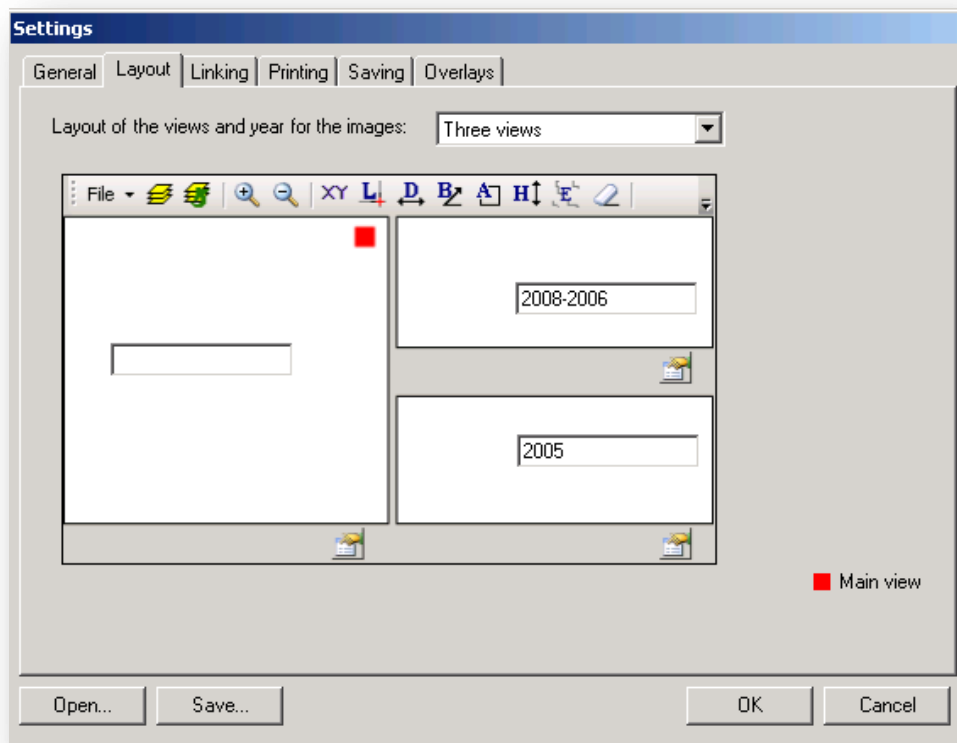 Settings
General Layout Linking Printing Saving Overlays
Layout of the views and year for the images: Three views
File XY L D B A H E
2008-2006
2005
Main view
Open... Save... OK Cancel